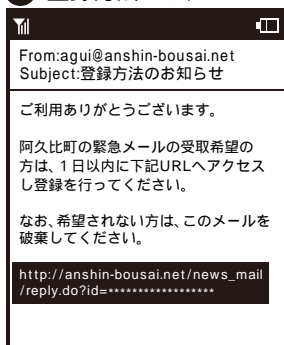 From:agui@anshin-bousai.net
Subject:登録方法のお知らせ
ご利用ありがとうございます。
阿久比町の緊急メールの受取希望の
方は、1日以内に下記URLへアクセス
し登録を行ってください。
なお、希望されない方は、このメールを
破棄してください。
http://anshin-bousai.net/news_mail
/reply.do?id=******************